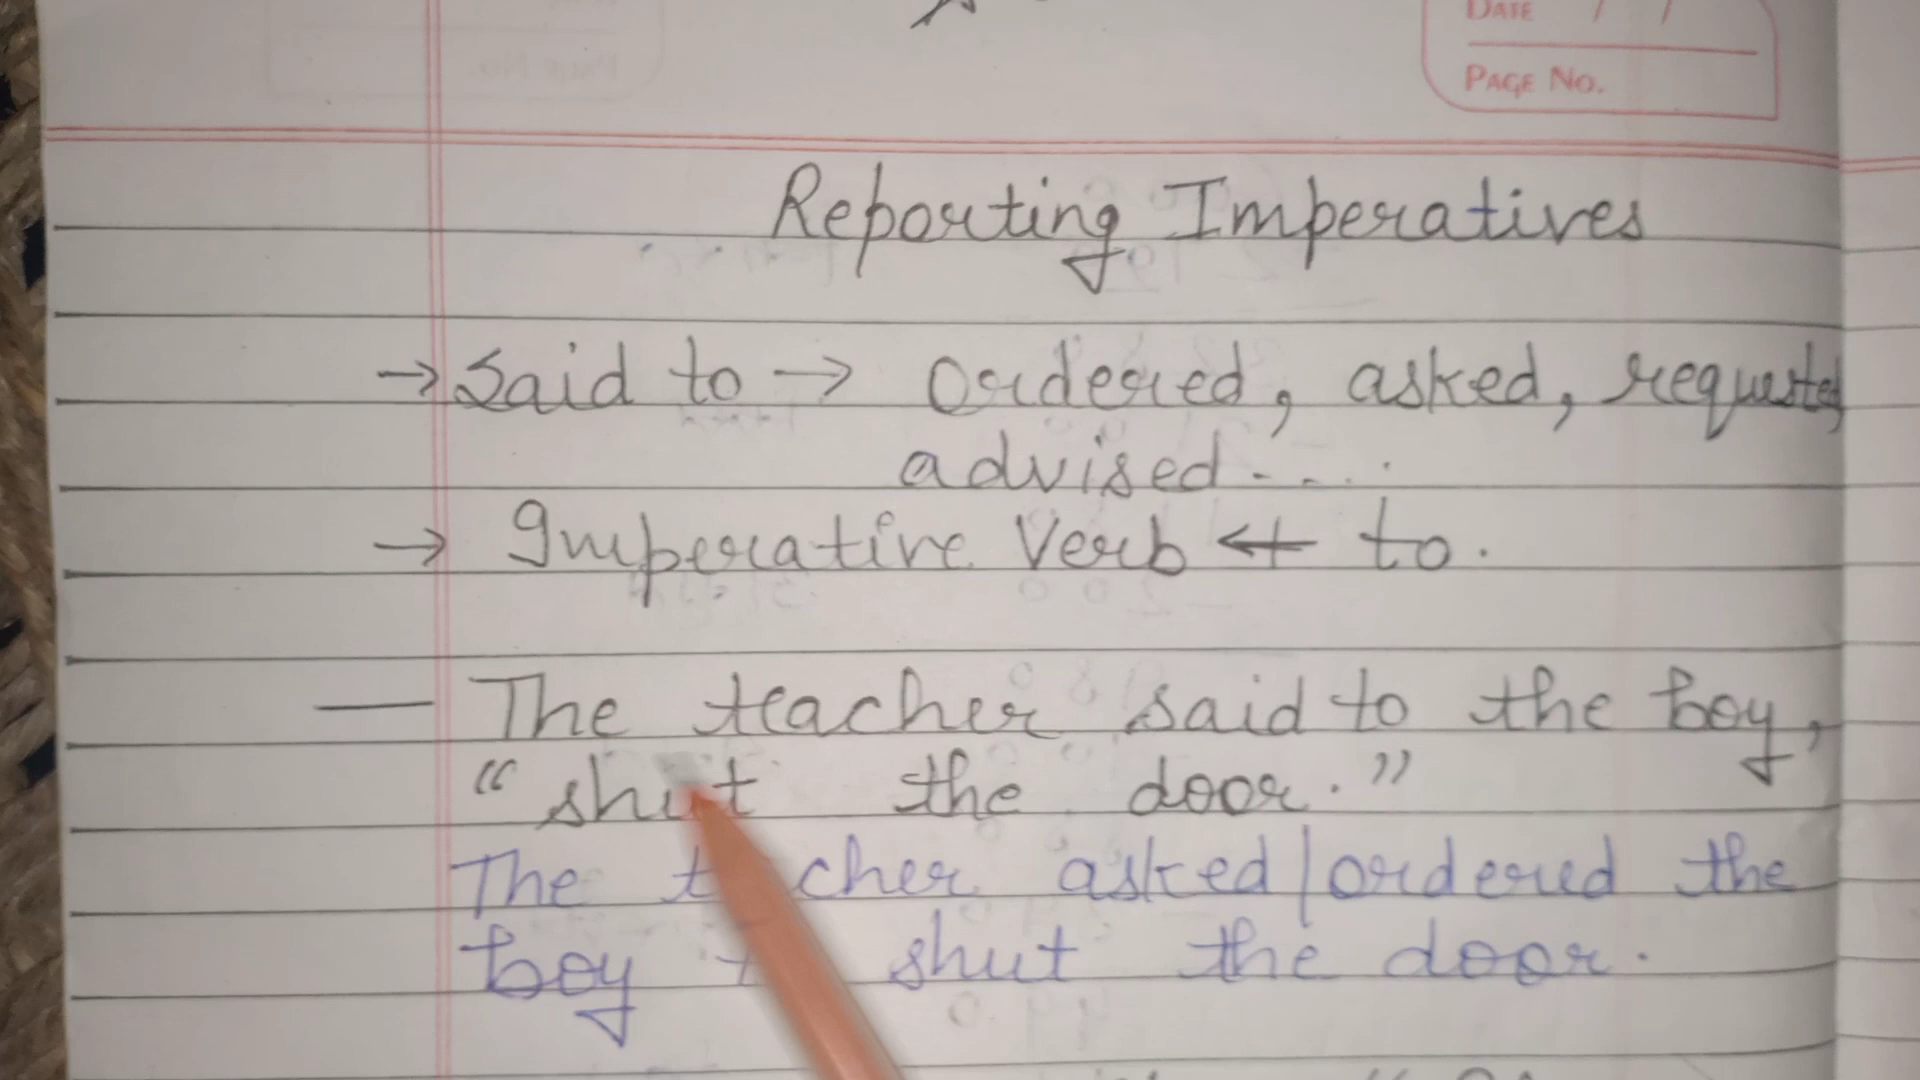 DATE / /
PAGE NO.
Reporting Imperatives
→ Said to → Ordered, asked, requested
advised - - . .
→ Imperative Verb ↔ to.
— The teacher said to the boy,
“ shut the door. ”
The cher asked/ordered the
boy shut the door.